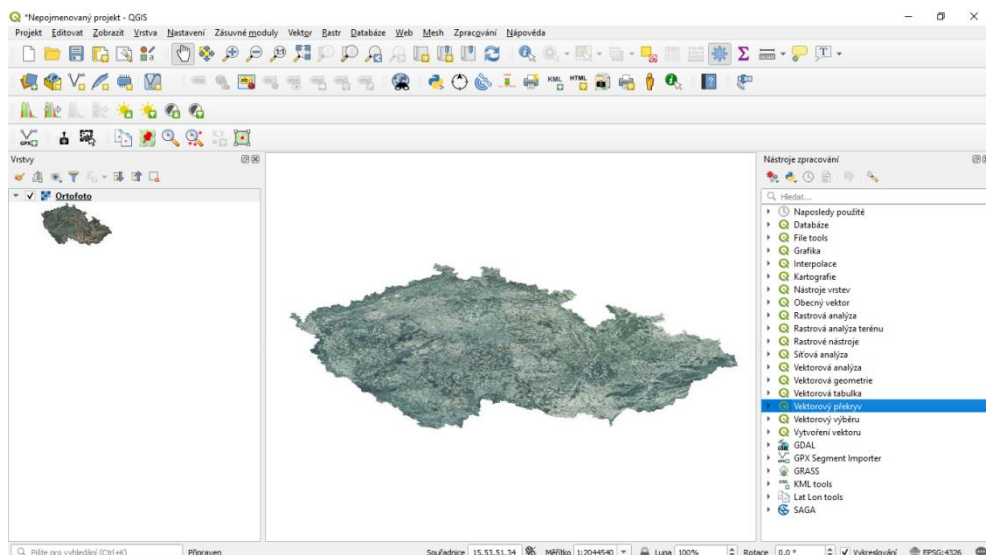 *Nepojmenovaný projekt - QGIS
Projekt Editovat Zobrazit Vrstva Nastavení Zásuvné moduly Vektor Rastr Databáze Web Mesh Zpracování Nápověda
Vrstvy
Ortofoto
Nástroje zpracování
Hledat...
Naposledy použité
Databáze
File tools
Grafika
Interpolace
Kartografie
Nástroje vrstev
Obecný vektor
Rastrová analýza
Rastrová analýza terénu
Rastrové nástroje
Síťová analýza
Vektorová analýza
Vektorová geometrie
Vektorová tabulka
Vektorový překryv
Vektorový výběru
Vytvoření vektoru
GDAL
GPX Segment Importer
GRASS
KML tools
Lat Lon tools
SAGA
Pište pro vyhledání (Ctrl+K) Připraven Souřadnice 15.53,51.34 Měřítko 1:2044540 Lupa 100% Rotace 0,0 ° Vykreslování EPSG:4326